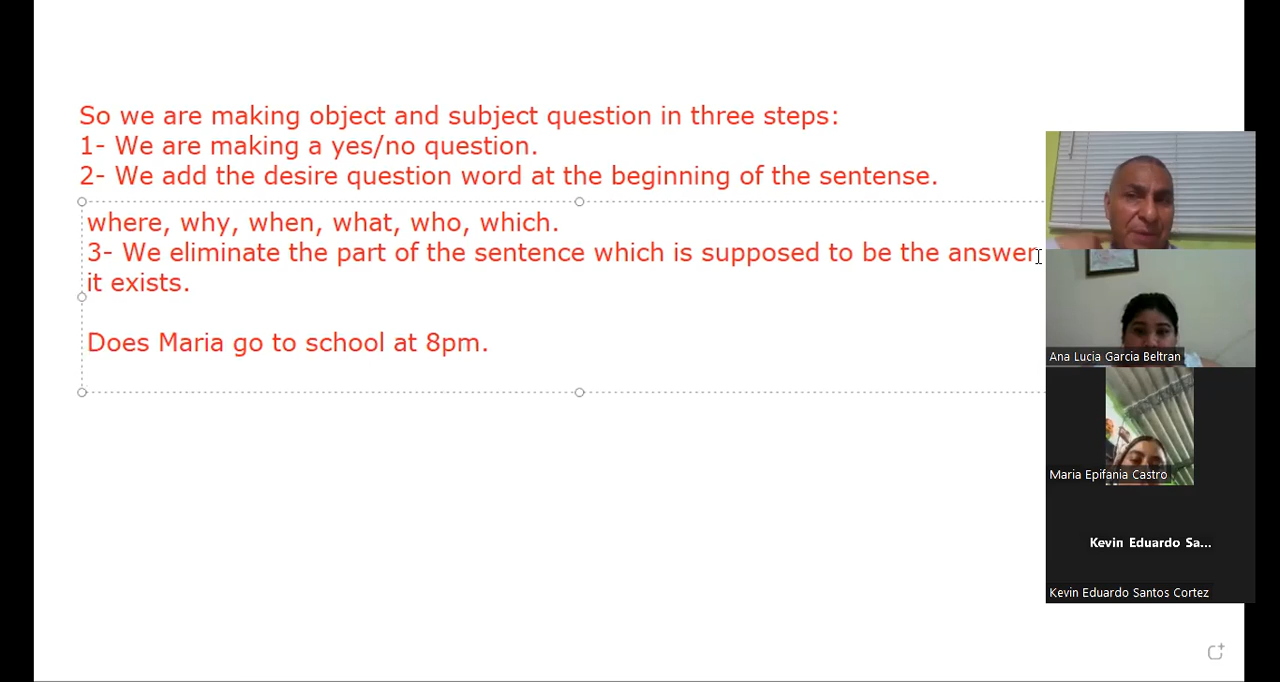 So we are making object and subject question in three steps:
1- We are making a yes/no question.
2- We add the desire question word at the beginning of the sentense.
where, why, when, what, who, which.
3- We eliminate the part of the sentence which is supposed to be the answer
it exists.
Does Maria go to school at 8pm.
Ana Lucia Garcia Beltran
Maria Epifania Castro
Kevin Eduardo Sa...
Kevin Eduardo Santos Cortez